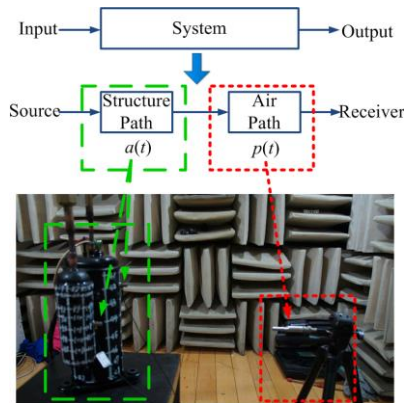 Input System Output
Source Structure Path Air Path Receiver
a(t) p(t)